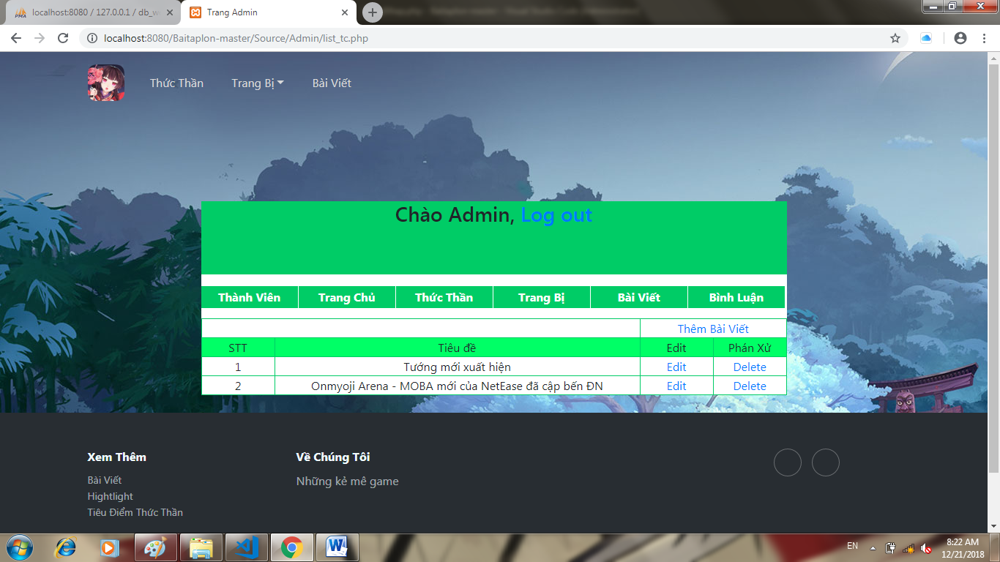 PMA localhost:8080 / 127.0.0.1 / db_w
Trang Admin
localhost:8080/Baitaplon-master/Source/Admin/list_tc.php
Thức Thần Trang Bị Bài Viết
Chào Admin, Log out
Thành Viên Trang Chủ Thức Thần Trang Bị Bài Viết Bình Luận
Thêm Bài Viết
STT Tiêu đề Edit Phán Xử
1 Tướng mới xuất hiện Edit Delete
2 Onmyoji Arena - MOBA mới của NetEase đã cập bến ĐN Edit Delete
Xem Thêm
Bài Viết
Hightlight
Tiêu Điểm Thức Thần
Về Chúng Tôi
Những kẻ mê game
EN
8:22 AM
12/21/2018